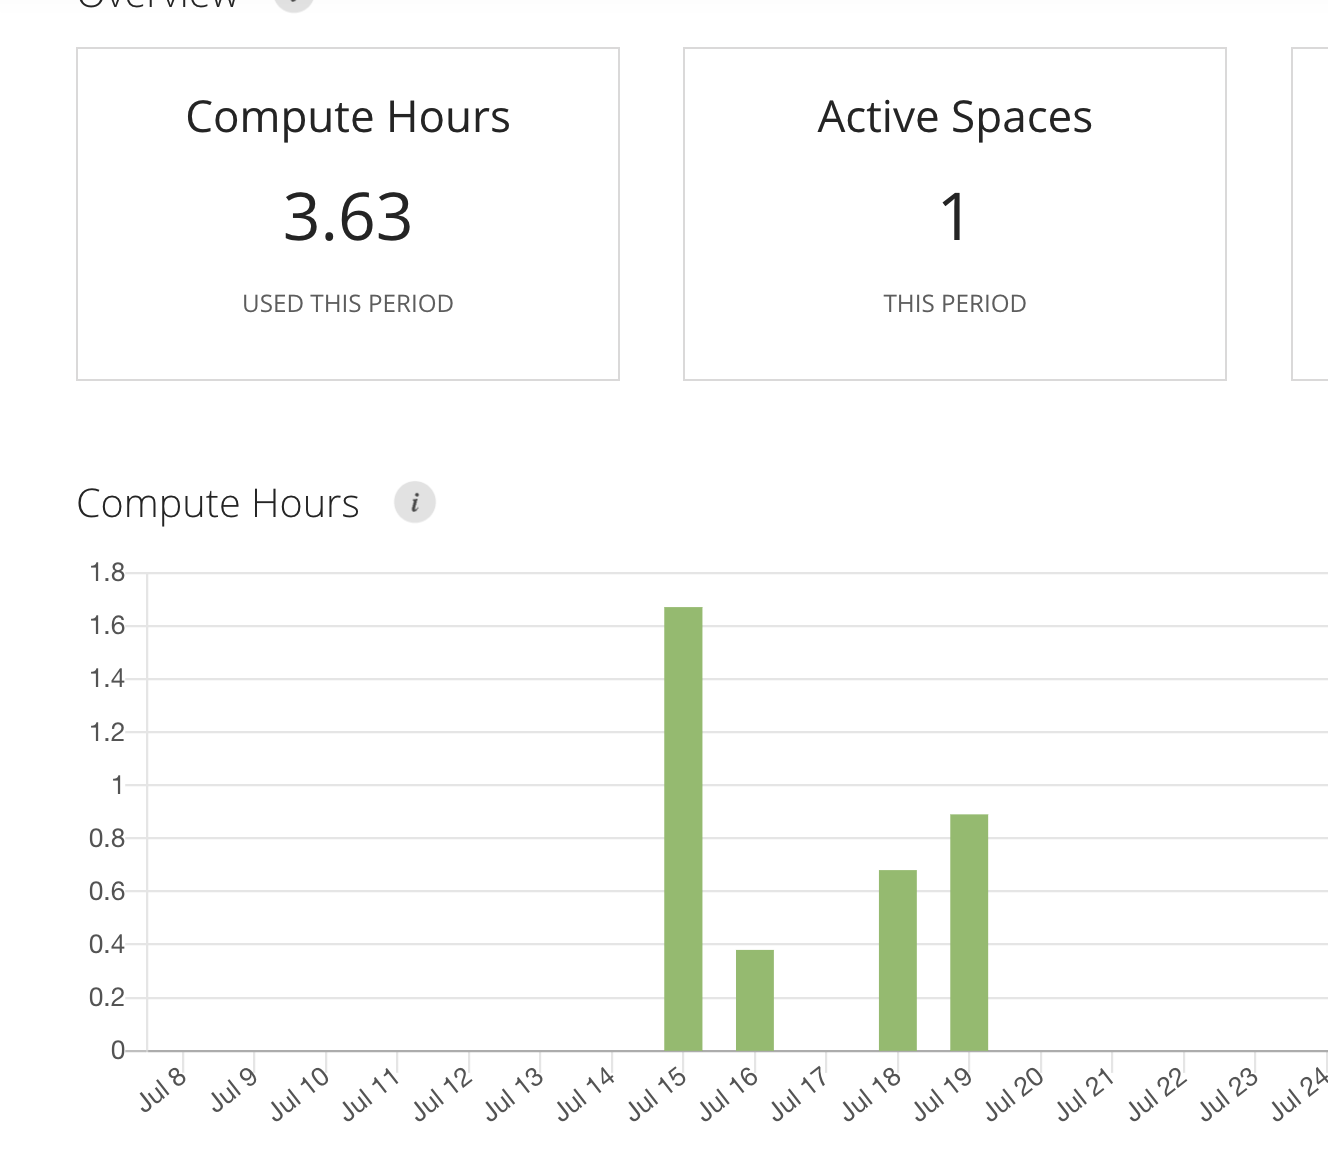 Overview
Compute Hours
3.63
USED THIS PERIOD
Active Spaces
1
THIS PERIOD
Compute Hours i
1.8
1.6
1.4
1.2
1
0.8
0.6
0.4
0.2
0
Jul 8 Jul 9 Jul 10 Jul 11 Jul 12 Jul 13 Jul 14 Jul 15 Jul 16 Jul 17 Jul 18 Jul 19 Jul 20 Jul 21 Jul 22 Jul 23 Jul 24